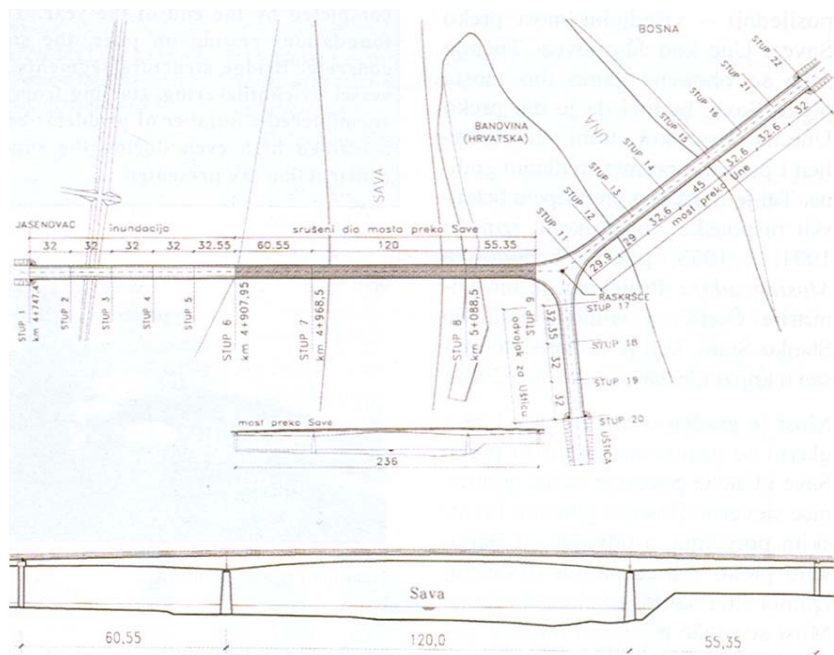 BOSNA
BANDOVINA
(HRVATSKA)
UNA
SAVA
JASENOVAC
inundacija
srušeni dio mosta preko Save
32 32 32 32 32.55 60.55 120 55.35
STUP 1
km 4+747,4
STUP 2
STUP 3
STUP 4
STUP 5
STUP 6
km 4+907,95
STUP 7
km 4+968,5
STUP 8
km 5+088,5
STUP 9
STUP 11
STUP 12
STUP 13
STUP 14
STUP 15
STUP 16
STUP 21
STUP 22
29.9 29 32.6 45 32.6 32.6 32
most preko Une
RASKRŠĆE
STUP 17
STUP 18
STUP 19
STUP 20
32.35 32 32
odvojak za Ušticu
UŠTICA
most preko Save
236
Sava
60,55 120,0 55,35